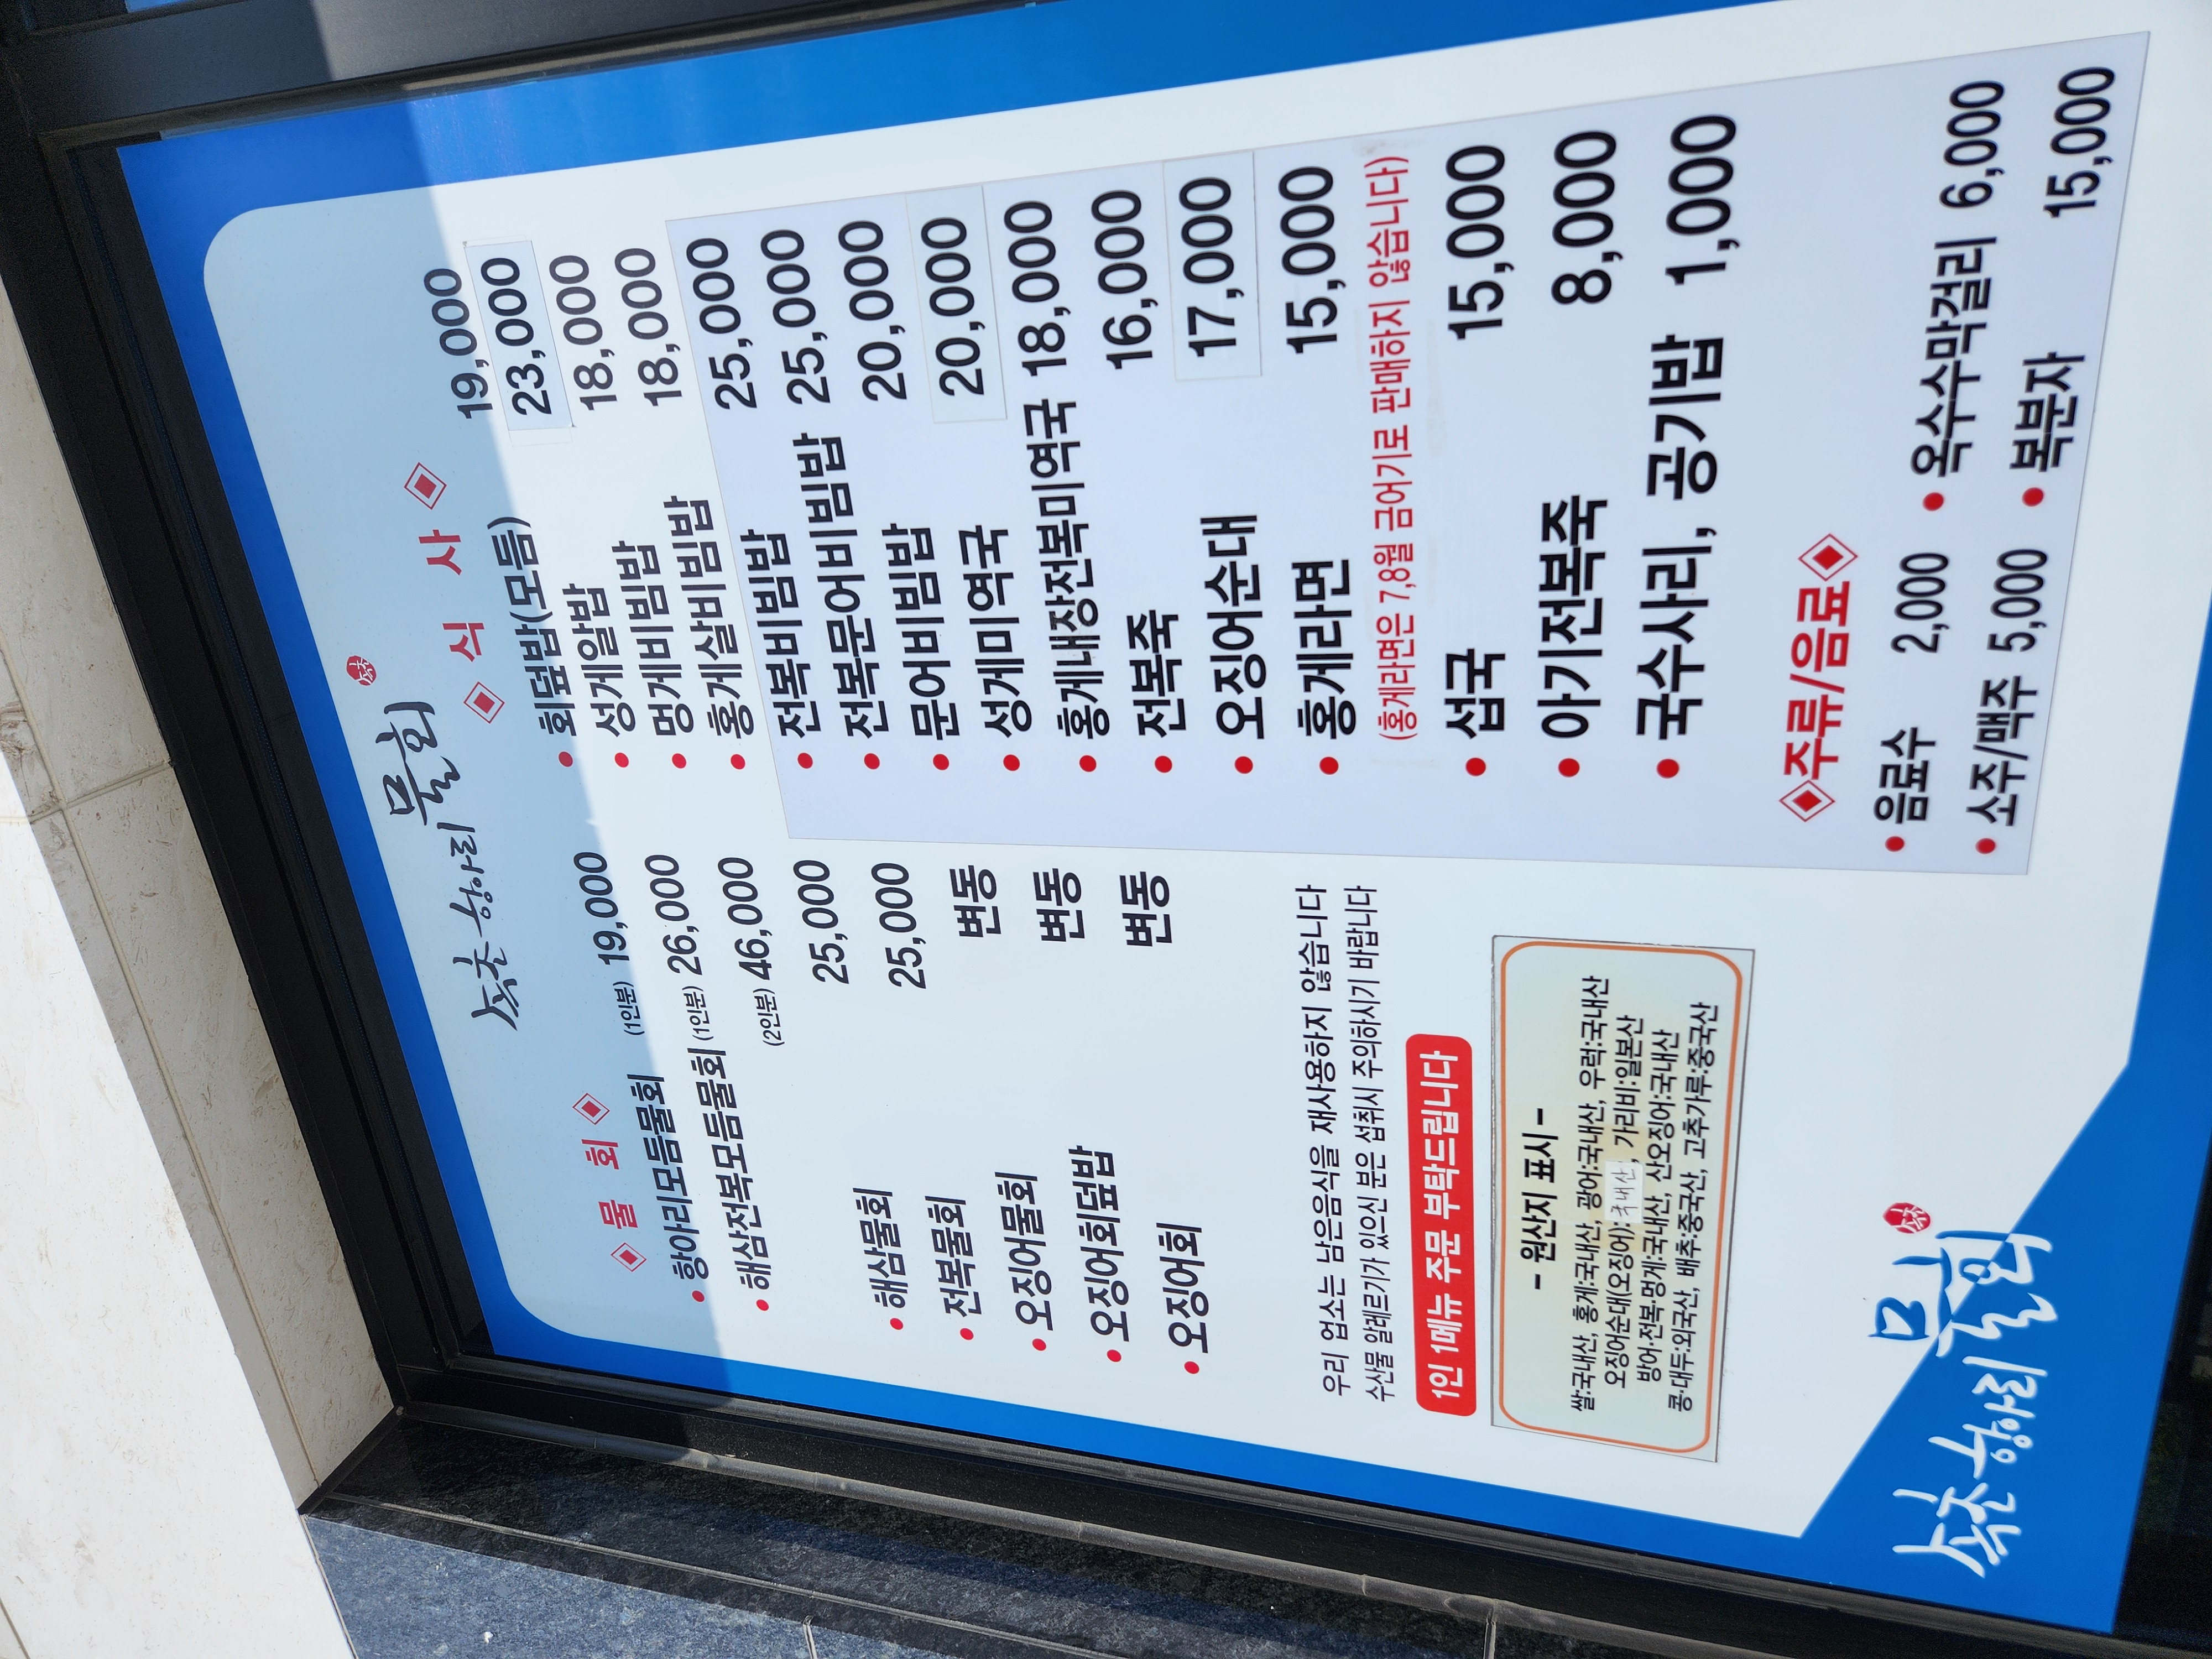 속초 항아리 물회
속초
◈ 물 회 ◈
• 항아리모듬물회 (1인분) 19,000
• 해삼전복모듬물회 (1인분) 26,000
(2인분) 46,000
• 해삼물회 25,000
• 전복물회 25,000
• 오징어물회 변동
• 오징어회덮밥 변동
• 오징어회 변동
우리 업소는 남은음식을 재사용하지 않습니다
수산물 알레르기가 있으신 분은 섭취시 주의하시기 바랍니다
1인 1메뉴 주문 부탁드립니다
- 원산지 표시 -
쌀:국내산, 홍게:국내산, 광어:국내산, 우럭:국내산
오징어순대(오징어):국내산, 가리비:일본산
방어·전복·멍게:국내산, 산오징어:국내산
콩·대두:외국산, 배추:중국산, 고추가루:중국산
◈ 식 사 ◈
• 회덮밥(모듬) 19,000
• 성게알밥 23,000
• 멍게비빔밥 18,000
• 홍게살비빔밥 18,000
• 전복비빔밥 25,000
• 전복문어비빔밥 25,000
• 문어비빔밥 20,000
• 성게미역국 20,000
• 홍게내장전복미역국 18,000
• 전복죽 16,000
• 오징어순대 17,000
• 홍게라면 15,000
(홍게라면은 7,8월 금어기로 판매하지 않습니다)
• 섭국 15,000
• 아기전복죽 8,000
• 국수사리, 공기밥 1,000
◈주류/음료◈
• 음료수 2,000 • 옥수수막걸리 6,000
• 소주/맥주 5,000 • 복분자 15,000
속초 항아리 물회
속초